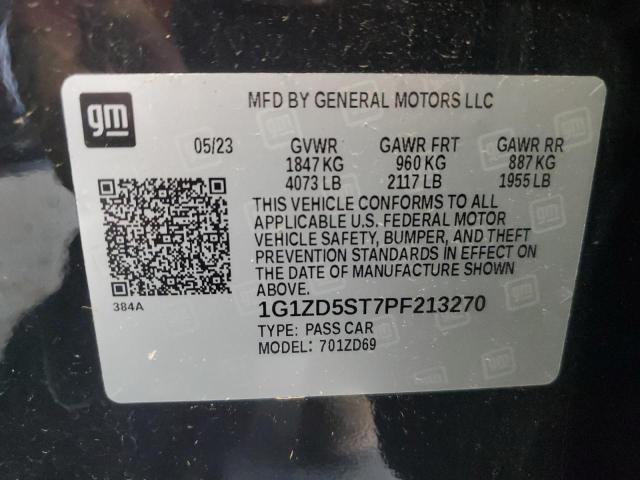 gm
MFD BY GENERAL MOTORS LLC
05/23 GVWR GAWR FRT GAWR RR
1847 KG 960 KG 887 KG
4073 LB 2117 LB 1955 LB
THIS VEHICLE CONFORMS TO ALL
APPLICABLE U.S. FEDERAL MOTOR
VEHICLE SAFETY, BUMPER, AND THEFT
PREVENTION STANDARDS IN EFFECT ON
THE DATE OF MANUFACTURE SHOWN
ABOVE.
384A
1G1ZD5ST7PF213270
TYPE: PASS CAR
MODEL: 701ZD69